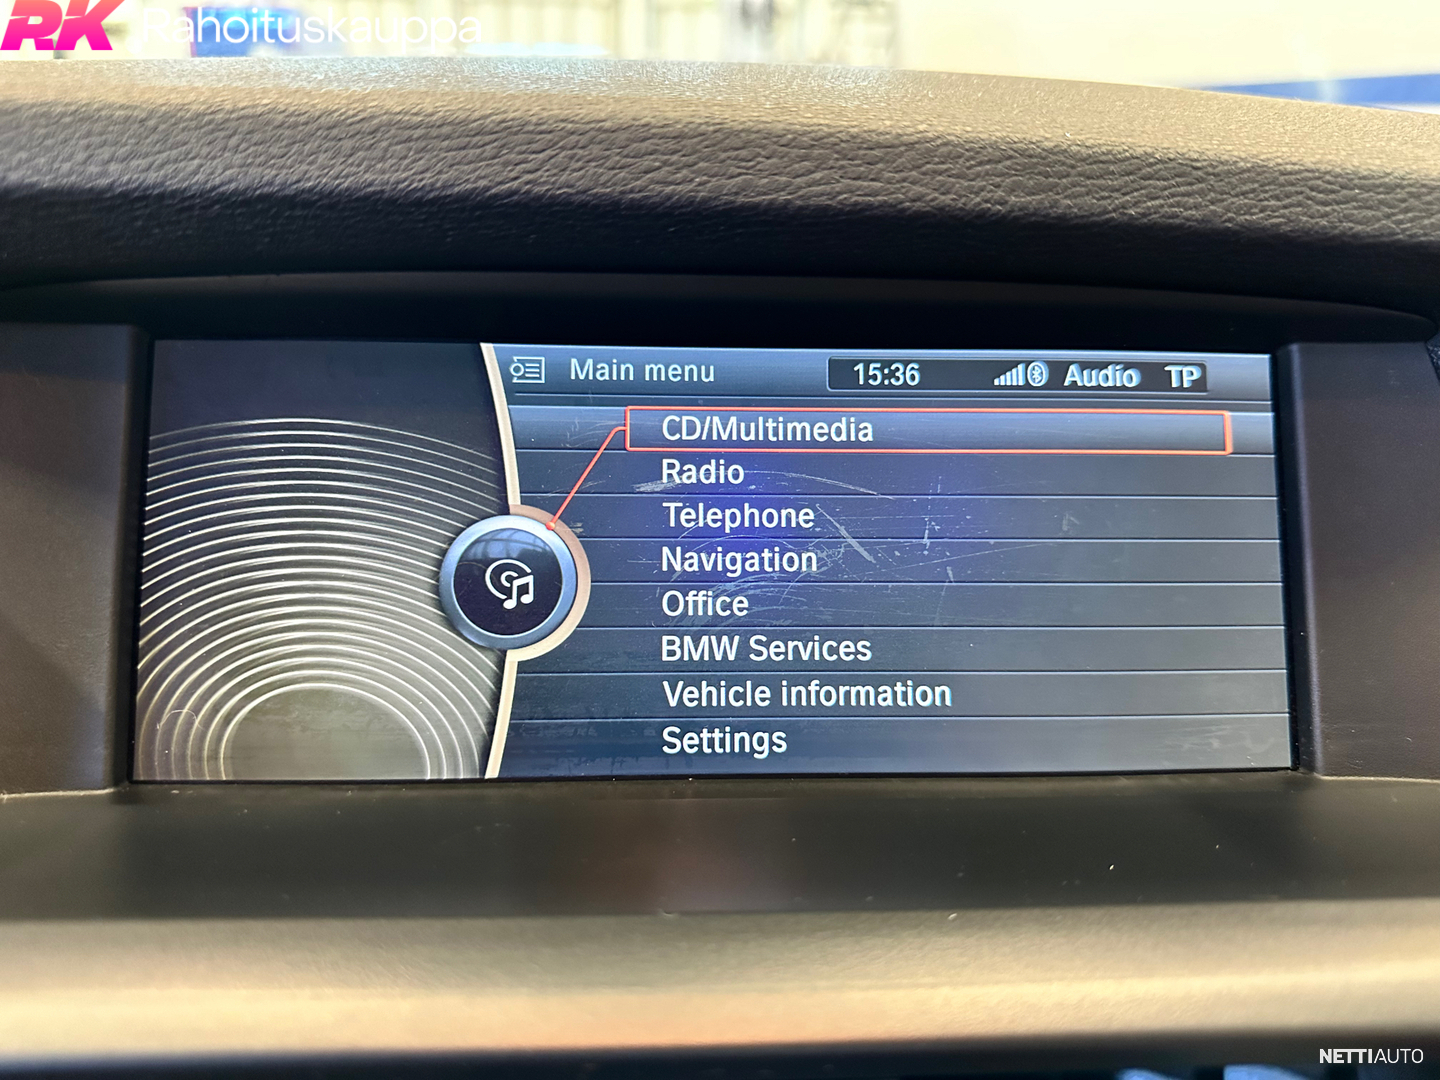 RK Rahoituskauppa
Main menu 15:36 Audio TP
CD/Multimedia
Radio
Telephone
Navigation
Office
BMW Services
Vehicle information
Settings
NETTIAUTO